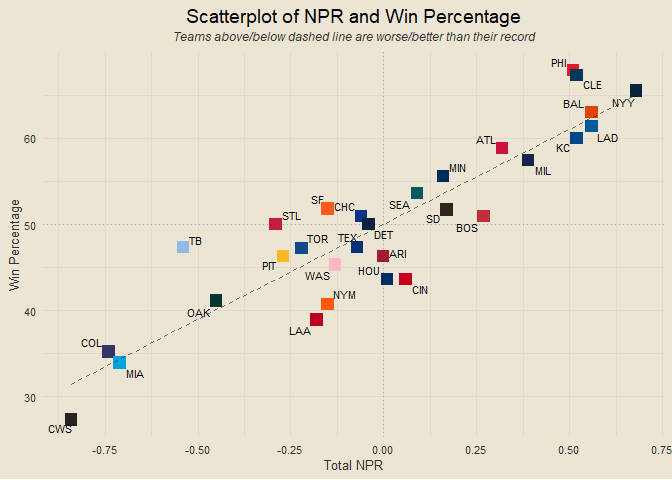 Scatterplot of NPR and Win Percentage
Teams above/below dashed line are worse/better than their record
PHI
CLE
NYY
BAL
LAD
KC
ATL
MIL
MIN
SEA
SD
BOS
SF
CHC
STL
DET
TB
TOR
TEX
ARI
PIT
WAS
HOU
CIN
OAK
NYM
LAA
COL
MIA
CWS
60
50
40
30
Win Percentage
-0.75
-0.50
-0.25
0.00
0.25
0.50
0.75
Total NPR